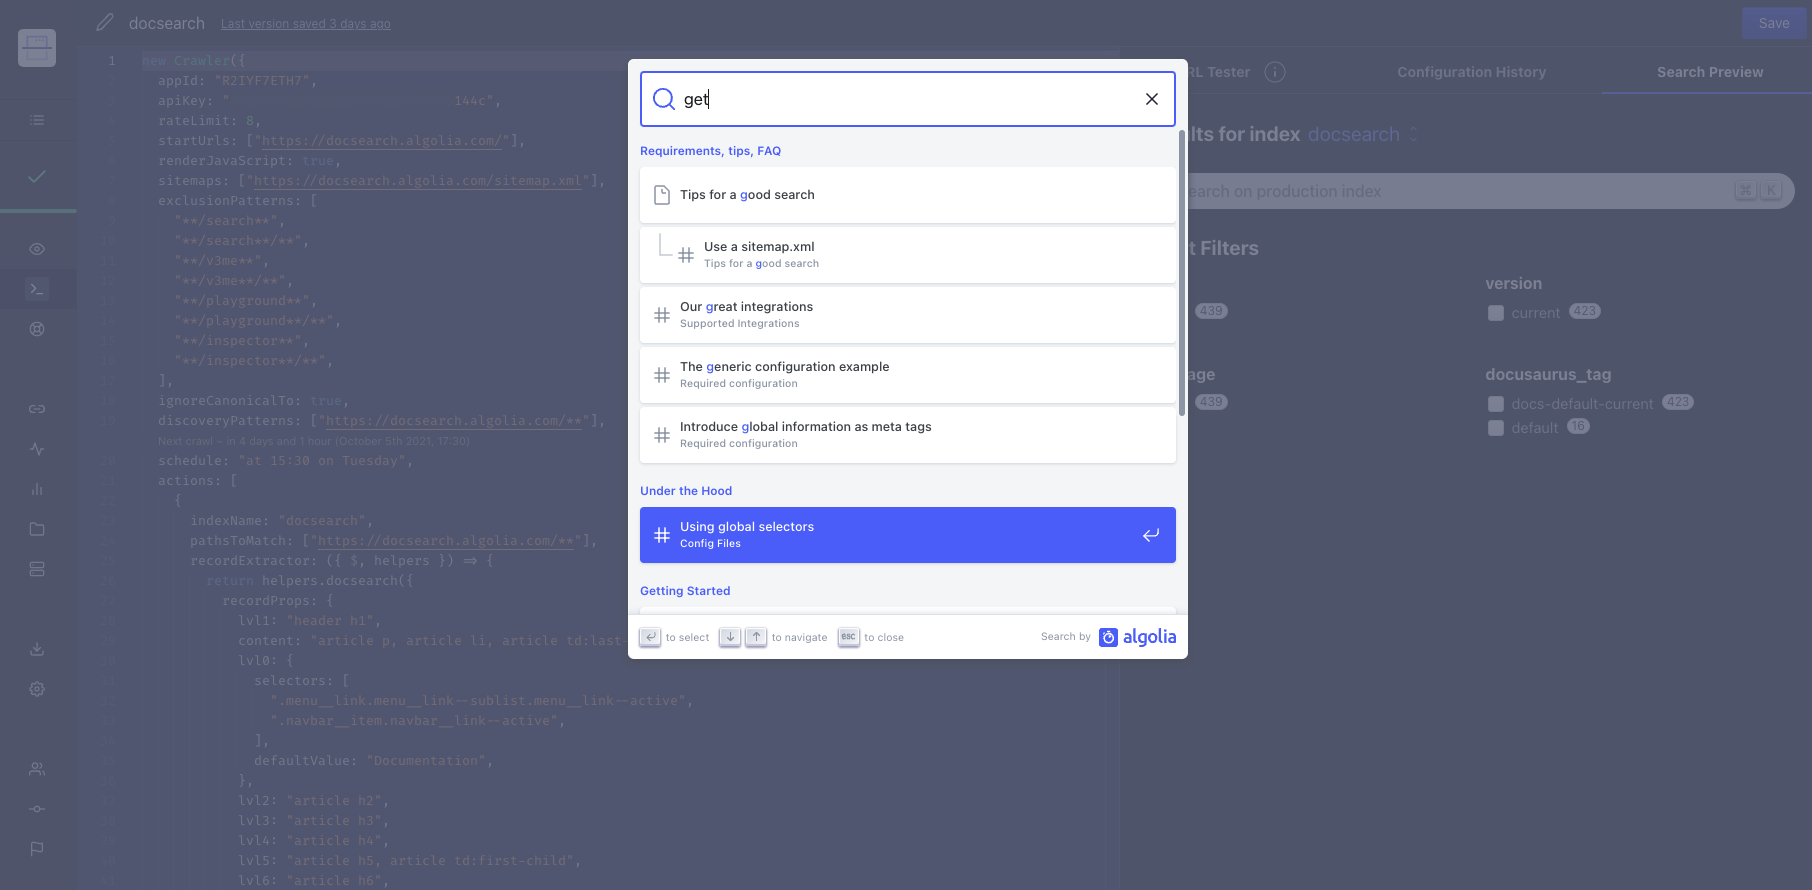 docsearch Last version saved 3 days ago
Save
1 new Crawler({
appId: "R2IYF7ETH7",
apiKey: " 144c",
rateLimit: 8,
startUrls: ["https://docsearch.algolia.com/"],
renderJavaScript: true,
sitemaps: ["https://docsearch.algolia.com/sitemap.xml"],
exclusionPatterns: [
"**/search**",
"**/search**/**",
"**/v3me**",
"**/v3me**/**",
"**/playground**",
"**/playground**/**",
"**/inspector**",
"**/inspector**/**",
],
ignoreCanonicalTo: true,
discoveryPatterns: ["https://docsearch.algolia.com/**"],
Next crawl – in 4 days and 1 hour (October 5th 2021, 17:30)
schedule: "at 15:30 on Tuesday",
actions: [
{
indexName: "docsearch",
pathsToMatch: ["https://docsearch.algolia.com/**"],
recordExtractor: ({ $, helpers }) => {
return helpers.docsearch({
recordProps: {
lvl1: "header h1",
content: "article p, article li, article td:last-
lvl0: {
selectors: [
".menu__link.menu__link--sublist.menu__link--active",
".navbar__item.navbar__link--active",
],
defaultValue: "Documentation",
},
lvl2: "article h2",
lvl3: "article h3",
lvl4: "article h4",
lvl5: "article h5, article td:first-child",
lvl6: "article h6",
get
Requirements, tips, FAQ
Tips for a good search
Use a sitemap.xml
Tips for a good search
Our great integrations
Supported Integrations
The generic configuration example
Required configuration
Introduce global information as meta tags
Required configuration
Under the Hood
Using global selectors
Config Files
Getting Started
to select to navigate esc to close
Search by algolia
RL Tester Configuration History Search Preview
lts for index docsearch
earch on production index ⌘ K
t Filters
version
439 current 423
age docusaurus_tag
439 docs-default-current 423
default 16